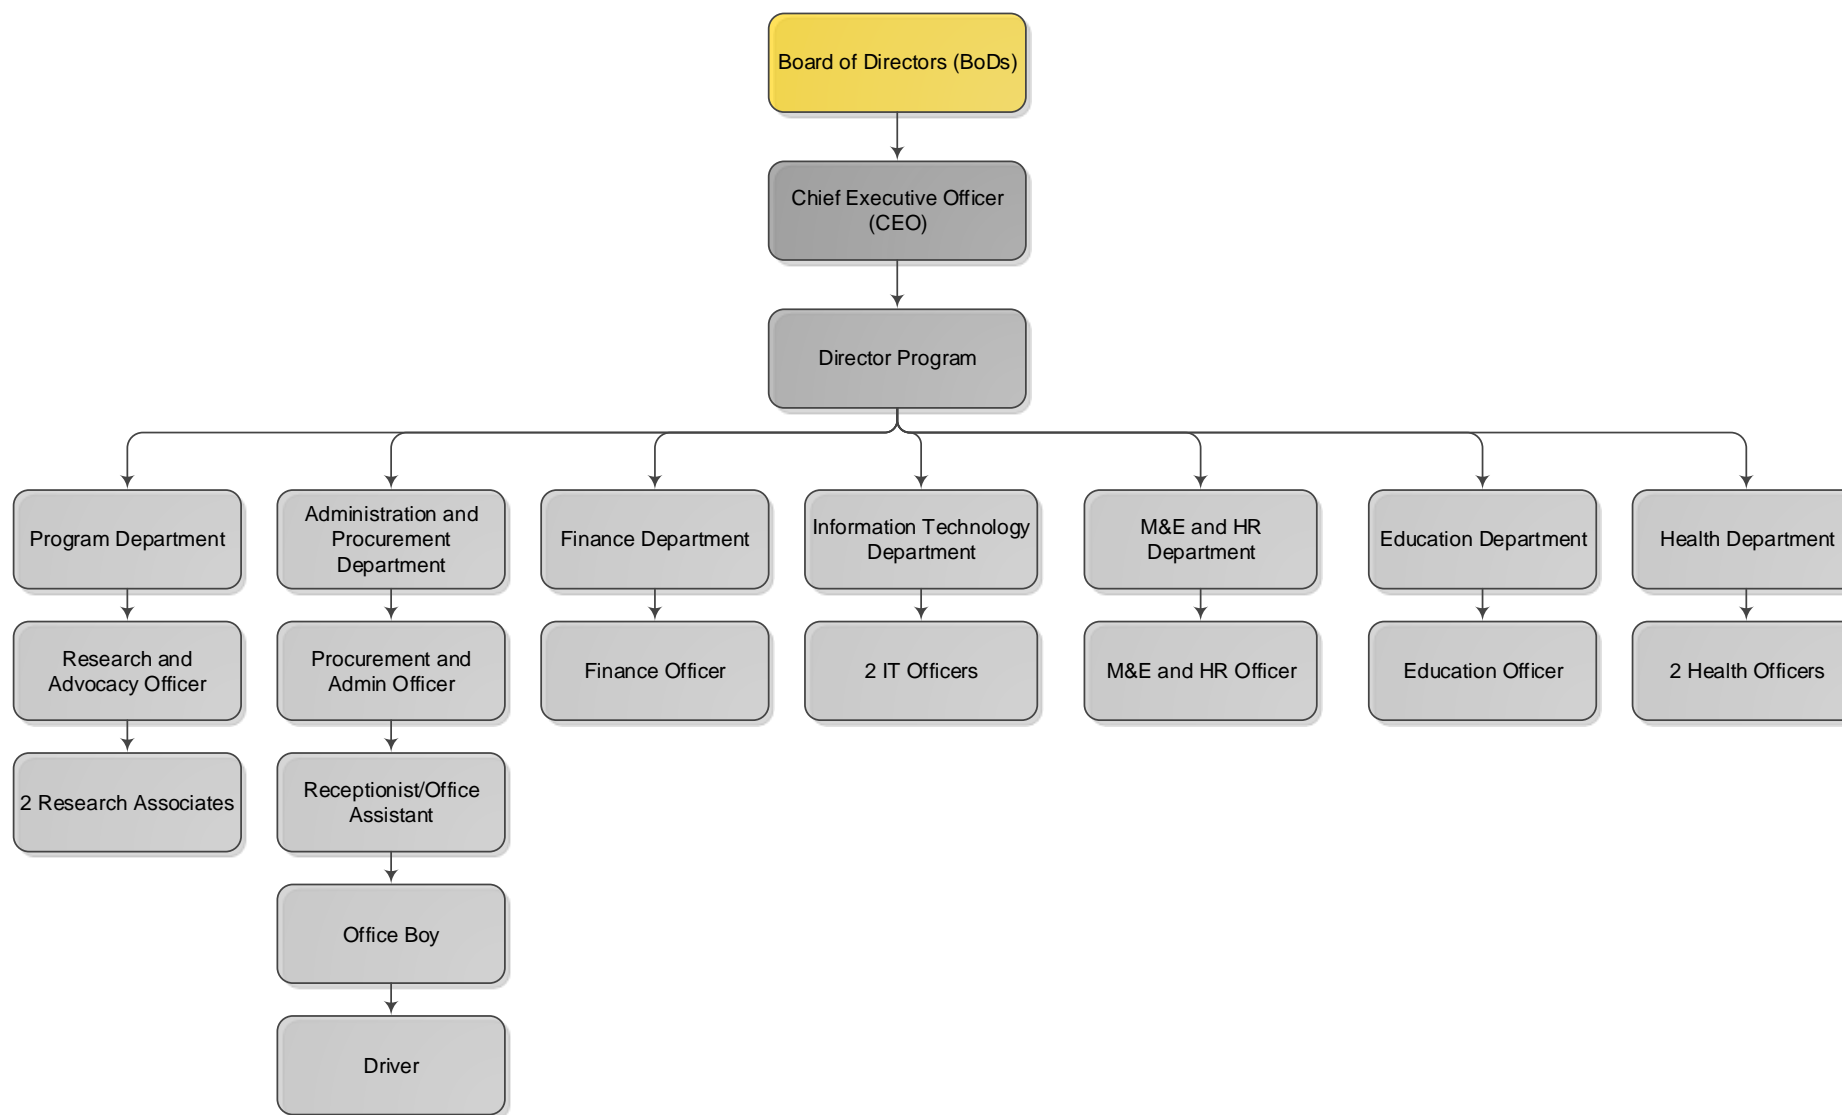 Board of Directors (BoDs)
Chief Executive Officer
(CEO)
Director Program
Program Department
Administration and
Procurement
Department
Finance Department
Information Technology
Department
M&E and HR
Department
Education Department
Health Department
Research and
Advocacy Officer
Procurement and
Admin Officer
Finance Officer
2 IT Officers
M&E and HR Officer
Education Officer
2 Health Officers
2 Research Associates
Receptionist/Office
Assistant
Office Boy
Driver